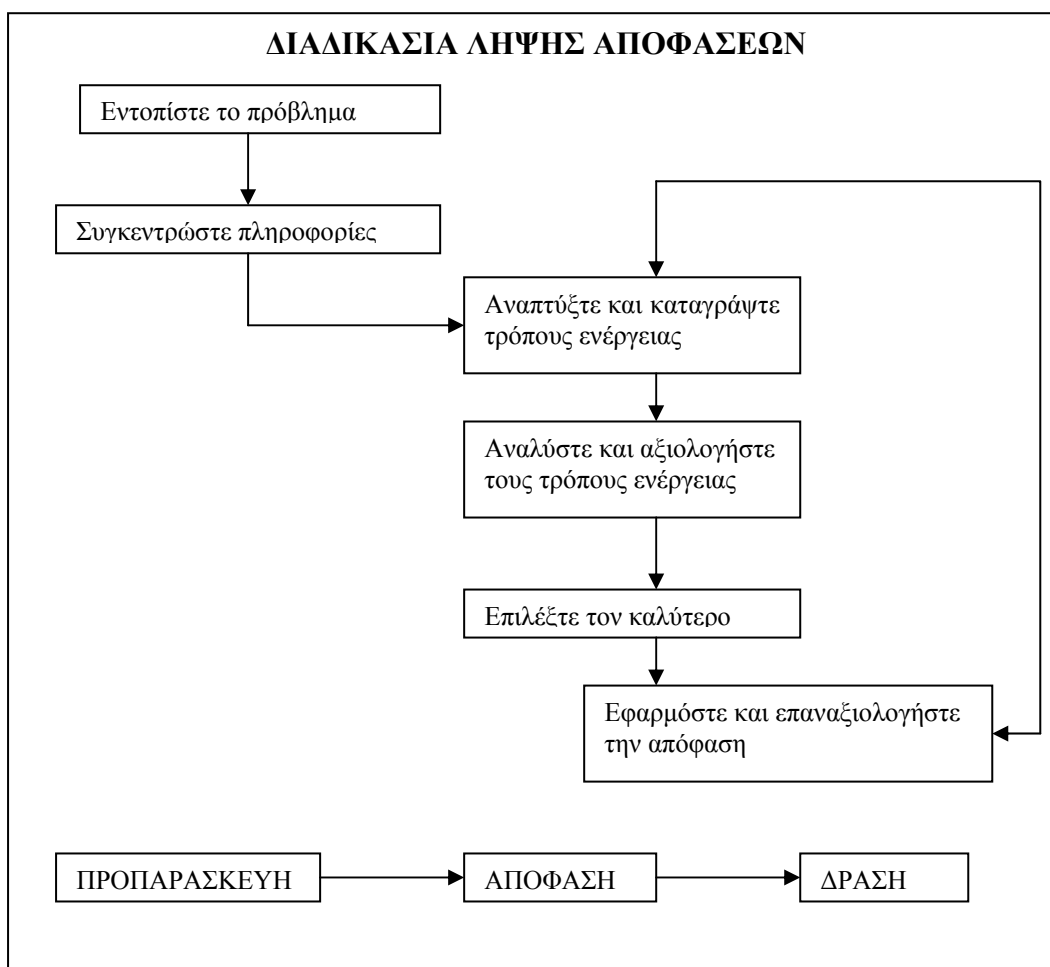 ΔΙΑΔΙΚΑΣΙΑ ΛΗΨΗΣ ΑΠΟΦΑΣΕΩΝ
Εντοπίστε το πρόβλημα
Συγκεντρώστε πληροφορίες
Αναπτύξτε και καταγράψτε
τρόπους ενέργειας
Αναλύστε και αξιολογήστε
τους τρόπους ενέργειας
Επιλέξτε τον καλύτερο
Εφαρμόστε και επαναξιολογήστε
την απόφαση
ΠΡΟΠΑΡΑΣΚΕΥΗ
ΑΠΟΦΑΣΗ
ΔΡΑΣΗ